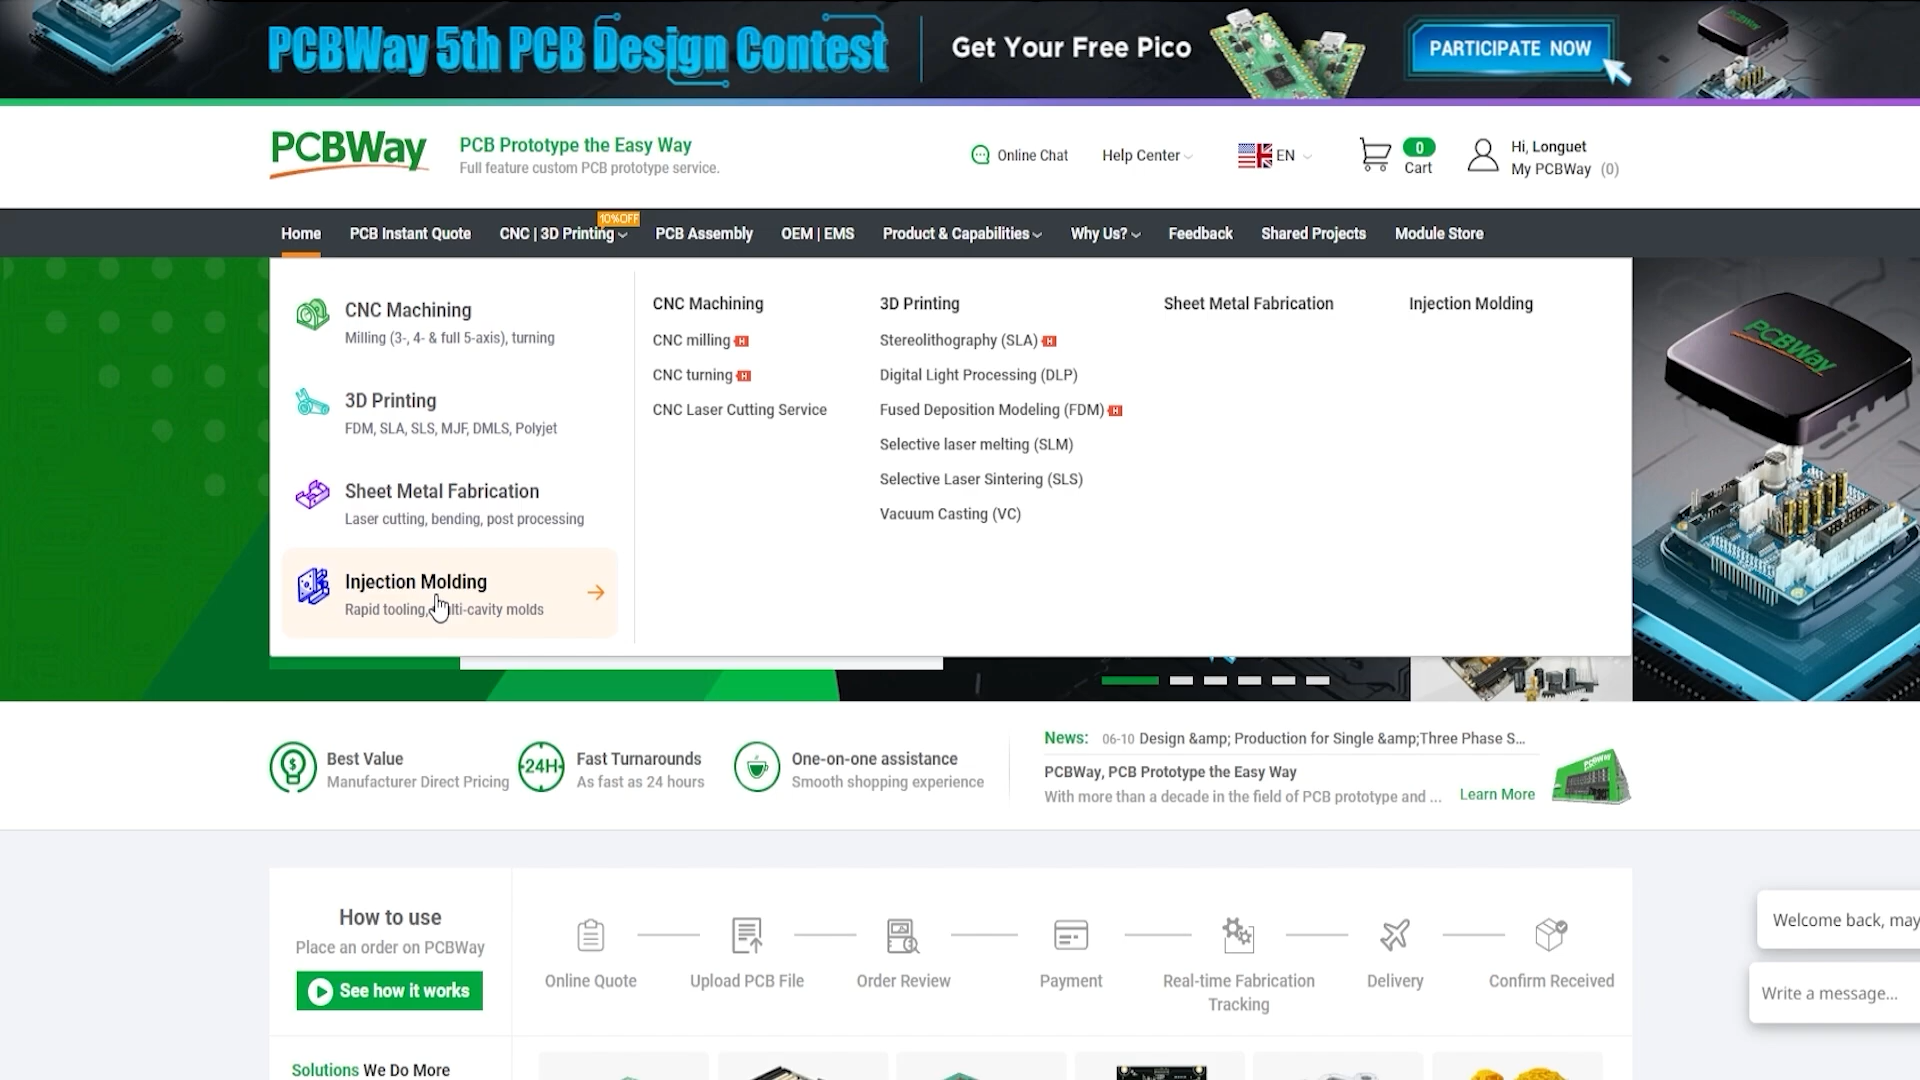 PCBWay 5th PCB Design Contest
Get Your Free Pico
PARTICIPATE NOW
PCBWay
PCB Prototype the Easy Way
Full feature custom PCB prototype service.
Online Chat
Help Center
EN
0
Cart
Hi, Longuet
My PCBWay (0)
10%OFF
Home
PCB Instant Quote
CNC | 3D Printing
PCB Assembly
OEM | EMS
Product & Capabilities
Why Us?
Feedback
Shared Projects
Module Store
CNC Machining
Milling (3-, 4- & full 5-axis), turning
3D Printing
FDM, SLA, SLS, MJF, DMLS, Polyjet
Sheet Metal Fabrication
Laser cutting, bending, post processing
Injection Molding
Rapid tooling, lti-cavity molds
CNC Machining
CNC milling H
CNC turning H
CNC Laser Cutting Service
3D Printing
Stereolithography (SLA) H
Digital Light Processing (DLP)
Fused Deposition Modeling (FDM) H
Selective laser melting (SLM)
Selective Laser Sintering (SLS)
Vacuum Casting (VC)
Sheet Metal Fabrication
Injection Molding
PCBWay
Best Value
Manufacturer Direct Pricing
24H
Fast Turnarounds
As fast as 24 hours
One-on-one assistance
Smooth shopping experience
News: 06-10 Design &amp; Production for Single &amp;Three Phase S...
PCBWay, PCB Prototype the Easy Way
With more than a decade in the field of PCB prototype and ...
Learn More
How to use
Place an order on PCBWay
See how it works
Online Quote
Upload PCB File
Order Review
Payment
Real-time Fabrication
Tracking
Delivery
Confirm Received
Welcome back, may
Write a message...
Solutions We Do More